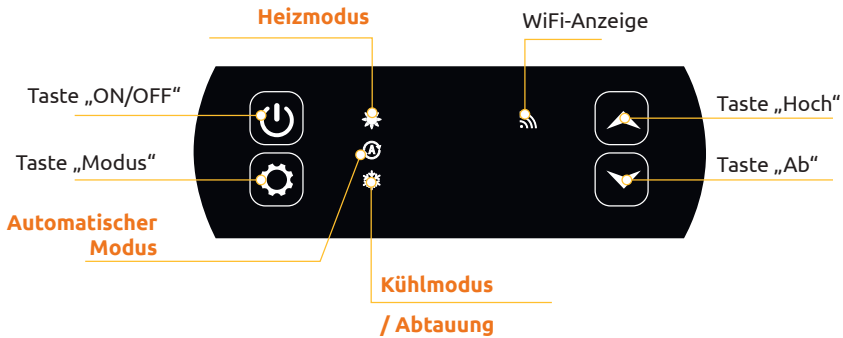 Heizmodus
WiFi-Anzeige
Taste „ON/OFF“
Taste „Hoch“
Taste „Modus“
Taste „Ab“
A
Automatischer
Modus
Kühlmodus
/ Abtauung